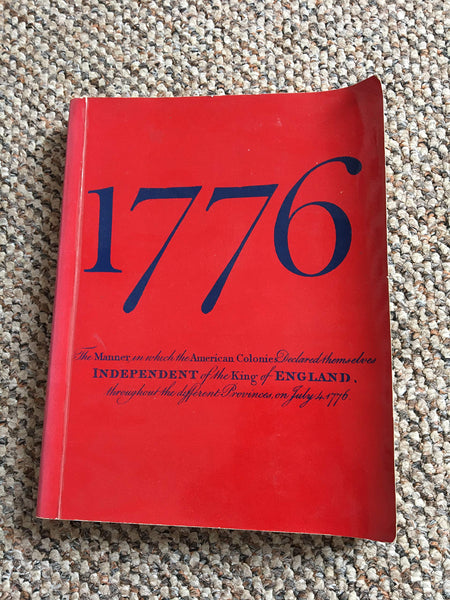 1776
The Manner in which the American Colonies Declared themselves
INDEPENDENT of the King of ENGLAND,
throughout the different Provinces, on July 4, 1776